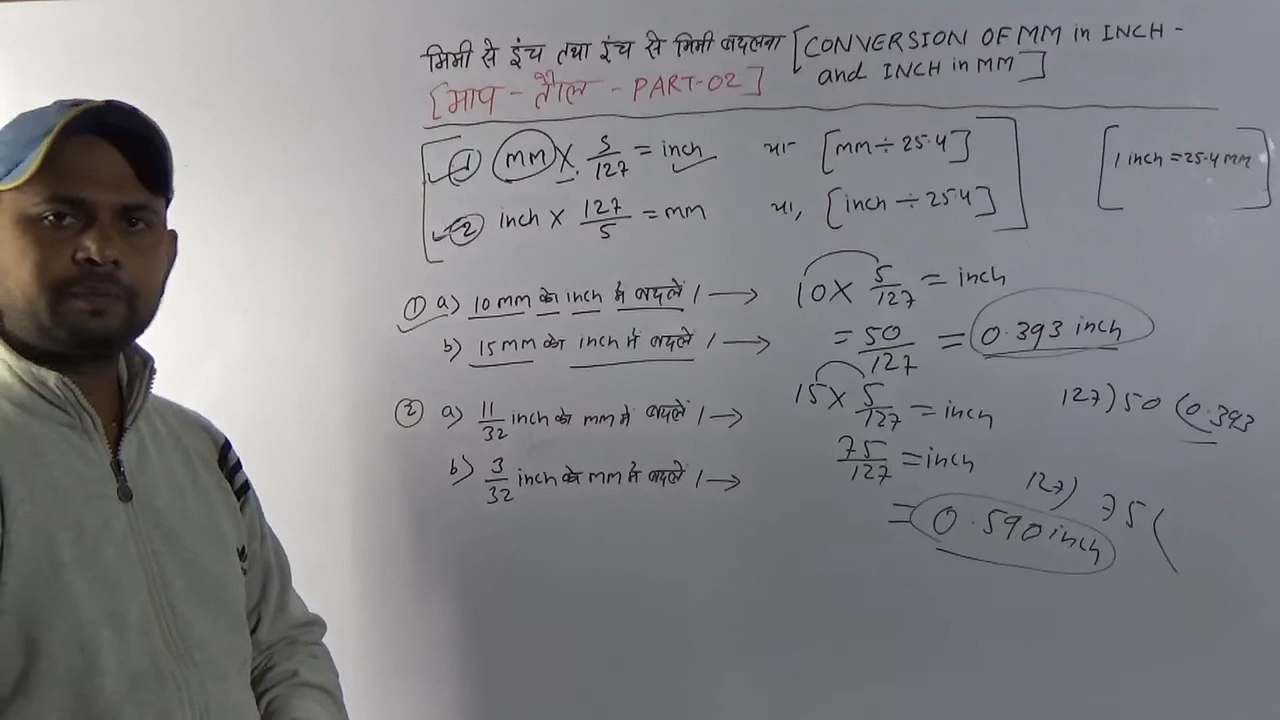 मिमी से इंच तथा इंच से मिमी बदलना [CONVERSION OF MM in INCH -
and INCH in MM]
[माप - तौल - PART-02]
① mm × 5/127 = inch या [mm ÷ 25.4]
② inch × 127/5 = mm या, [inch ÷ 25.4]
[1 inch = 25.4 mm]
① a) 10 mm को inch में बदलें। → 10 × 5/127 = inch
= 50/127 = 0.393 inch
b) 15 mm को inch में बदलें। → 15 × 5/127 = inch
127) 50 (0.393
75/127 = inch
127) 75 (
= 0.590 inch
② a) 11/32 inch को mm में बदलें। →
b) 3/32 inch को mm में बदलें। →